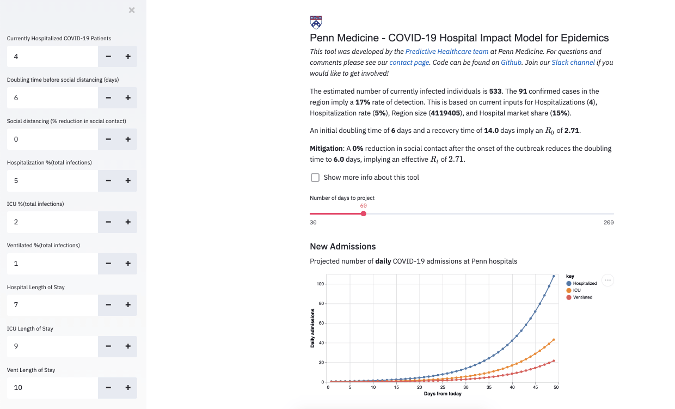 ×
Currently Hospitalized COVID-19 Patients
4
Doubling time before social distancing (days)
6
Social distancing (% reduction in social contact)
0
Hospitalization %(total infections)
5
ICU %(total infections)
2
Ventilated %(total infections)
1
Hospital Length of Stay
7
ICU Length of Stay
9
Vent Length of Stay
10
Penn Medicine - COVID-19 Hospital Impact Model for Epidemics
This tool was developed by the Predictive Healthcare team at Penn Medicine. For questions and
comments please see our contact page. Code can be found on Github. Join our Slack channel if you
would like to get involved!
The estimated number of currently infected individuals is 533. The 91 confirmed cases in the
region imply a 17% rate of detection. This is based on current inputs for Hospitalizations (4),
Hospitalization rate (5%), Region size (4119405), and Hospital market share (15%).
An initial doubling time of 6 days and a recovery time of 14.0 days imply an R0 of 2.71.
Mitigation: A 0% reduction in social contact after the onset of the outbreak reduces the doubling
time to 6.0 days, implying an effective Rt of 2.71.
Show more info about this tool
Number of days to project
60
30
200
New Admissions
Projected number of daily COVID-19 admissions at Penn hospitals
key
Hospitalized
ICU
Ventilated
Daily admissions
100
80
60
40
20
0
0 5 10 15 20 25 30 35 40 45 50
Days from today